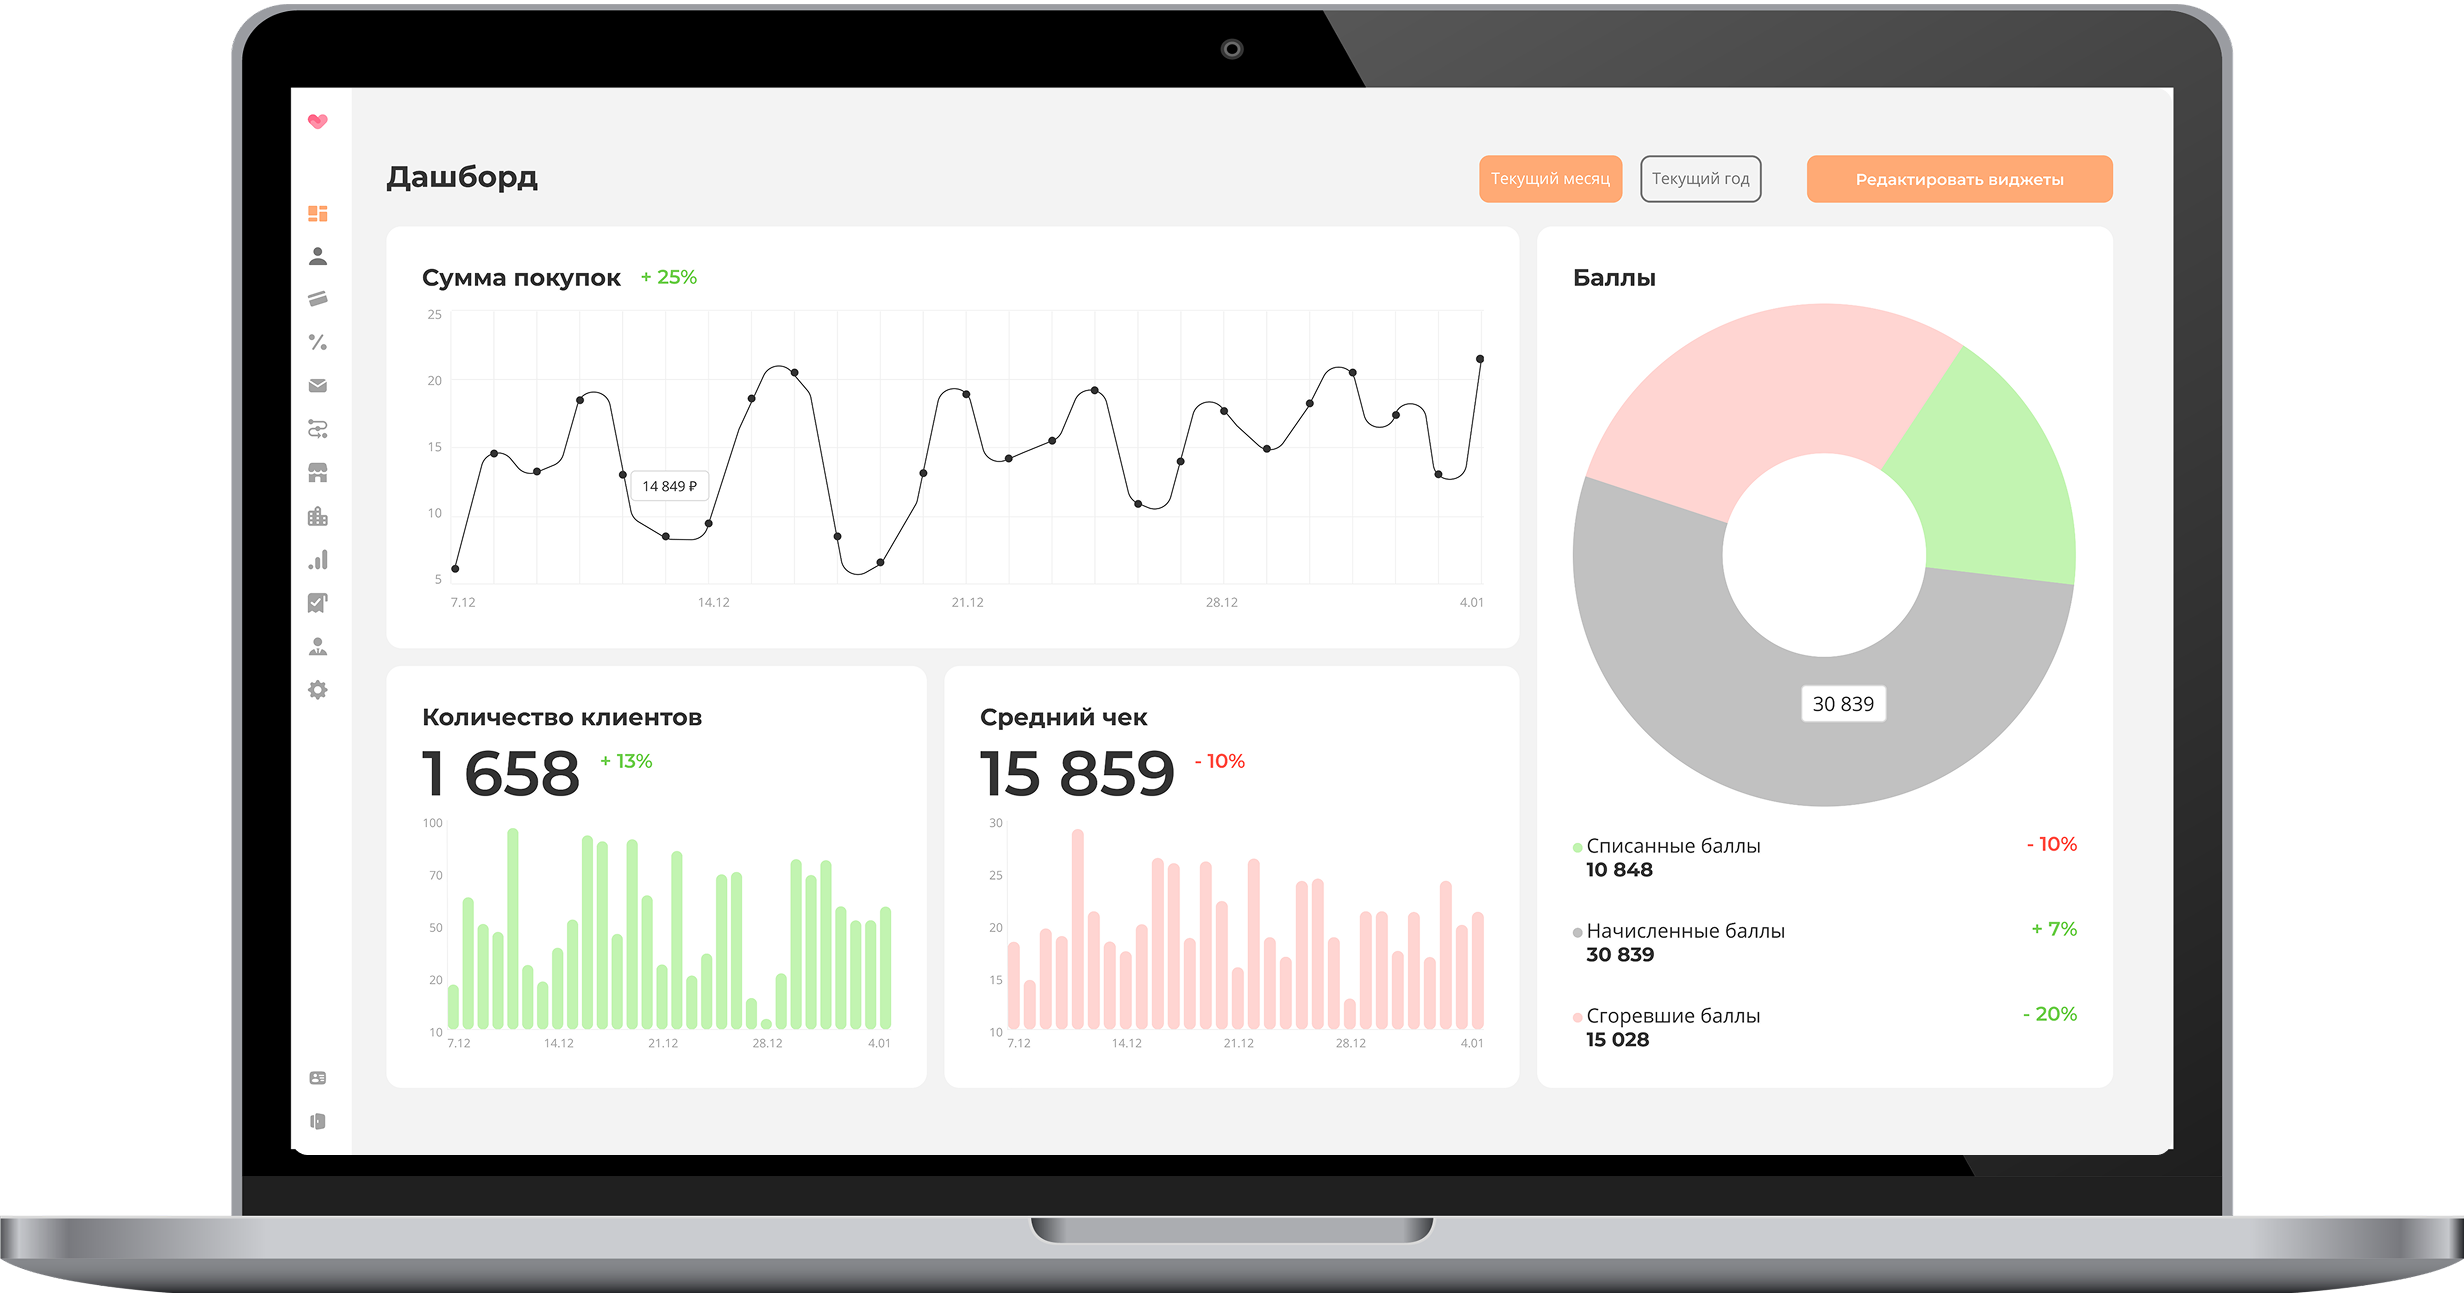 Дашборд
Текущий месяц
Текущий год
Редактировать виджеты
Сумма покупок + 25%
25
20
15
10
5
14 849 ₽
7.12 14.12 21.12 28.12 4.01
Количество клиентов
1 658 + 13%
100
70
50
20
10
7.12 14.12 21.12 28.12 4.01
Средний чек
15 859 - 10%
30
25
20
15
10
7.12 14.12 21.12 28.12 4.01
Баллы
30 839
Списанные баллы - 10%
10 848
Начисленные баллы + 7%
30 839
Сгоревшие баллы - 20%
15 028